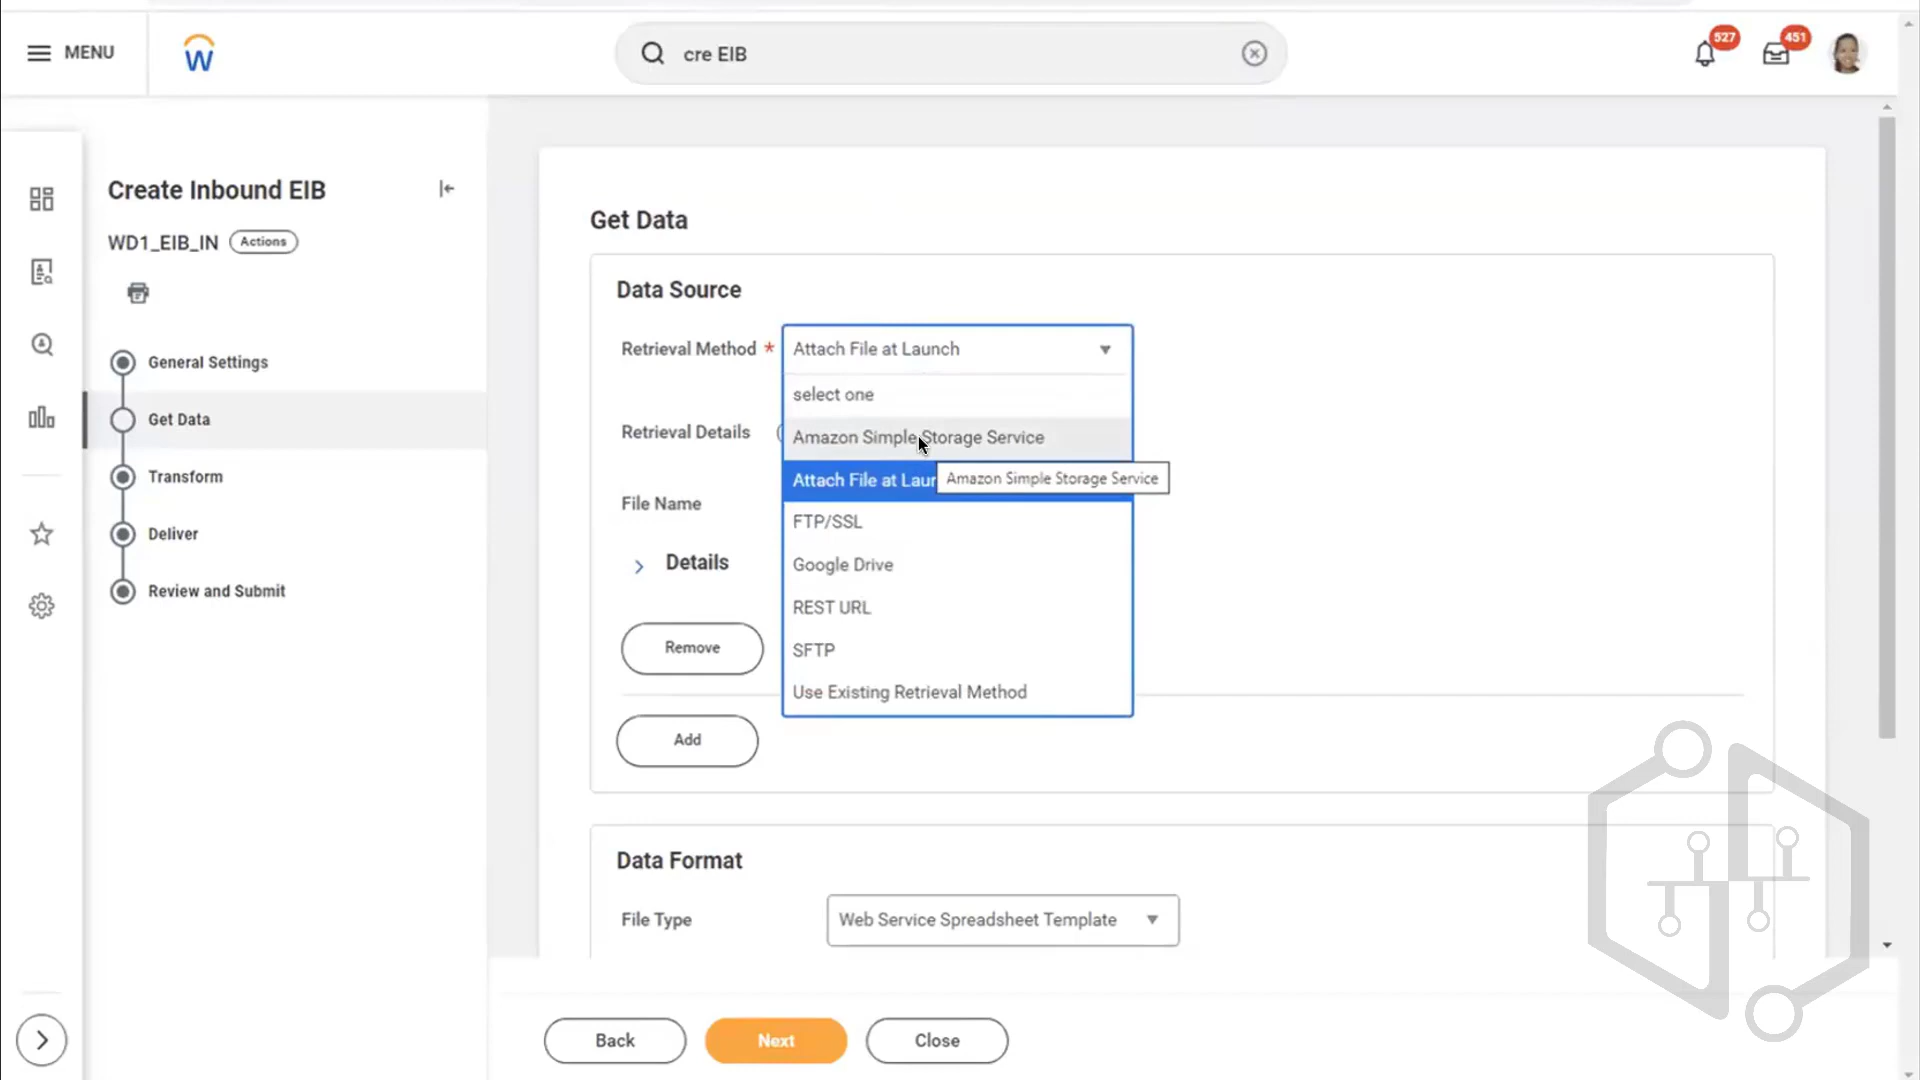 MENU
cre EIB
527
451
Create Inbound EIB
WD1_EIB_IN
Actions
General Settings
Get Data
Transform
Deliver
Review and Submit
Get Data
Data Source
Retrieval Method *
Attach File at Launch
select one
Retrieval Details
Amazon Simple Storage Service
Attach File at Laun
Amazon Simple Storage Service
File Name
FTP/SSL
Details
Google Drive
REST URL
Remove
SFTP
Use Existing Retrieval Method
Add
Data Format
File Type
Web Service Spreadsheet Template
Back
Next
Close